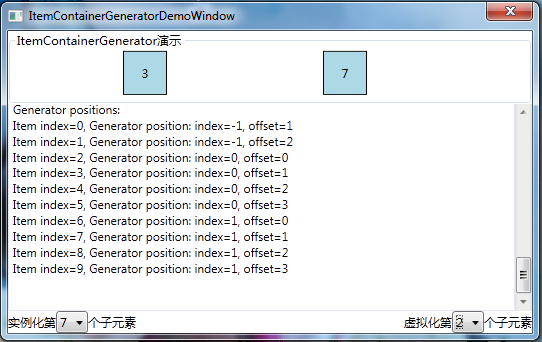 ItemContainerGeneratorDemoWindow
ItemContainerGenerator演示
3 7
Generator positions:
Item index=0, Generator position: index=-1, offset=1
Item index=1, Generator position: index=-1, offset=2
Item index=2, Generator position: index=0, offset=0
Item index=3, Generator position: index=0, offset=1
Item index=4, Generator position: index=0, offset=2
Item index=5, Generator position: index=0, offset=3
Item index=6, Generator position: index=1, offset=0
Item index=7, Generator position: index=1, offset=1
Item index=8, Generator position: index=1, offset=2
Item index=9, Generator position: index=1, offset=3
实例化第 7 个子元素 虚拟化第 2 个子元素